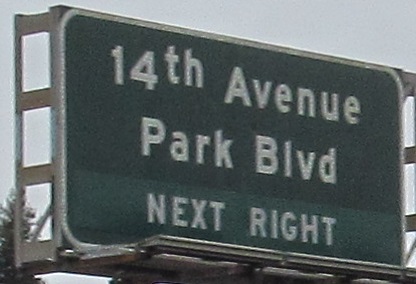 14th Avenue
Park Blvd
NEXT RIGHT